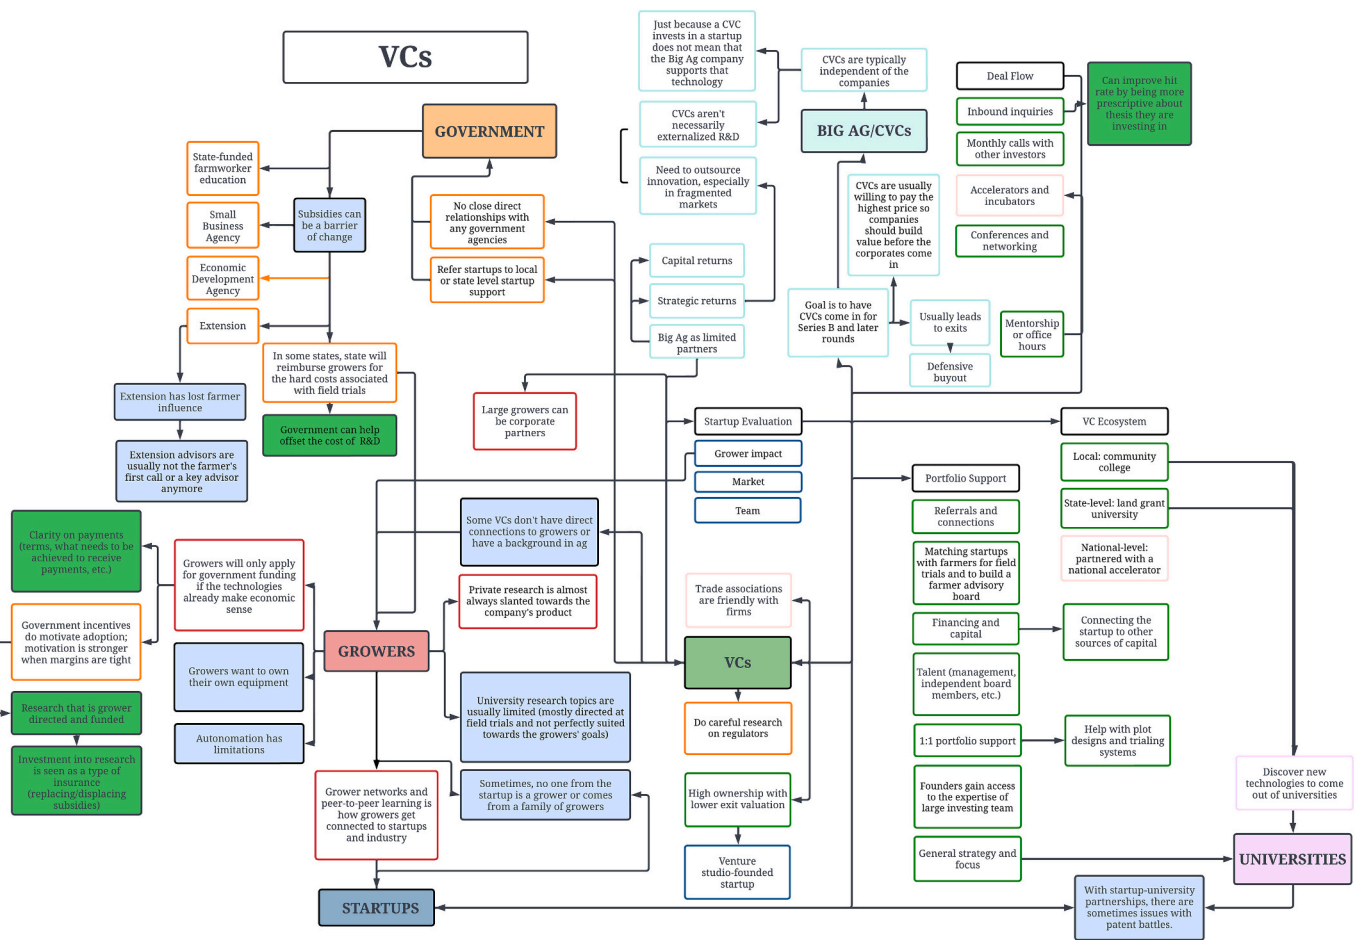 VCs
Just because a CVC
invests in a startup
does not mean that
the Big Ag company
supports that
technology
CVCs are typically
independent of the
companies
Deal Flow
Can improve hit
rate by being more
prescriptive about
thesis they are
investing in
Inbound inquiries
Monthly calls with
other investors
Accelerators and
incubators
Conferences and
networking
Mentorship
or office
hours
GOVERNMENT
CVCs aren't
necessarily
externalized R&D
BIG AG/CVCs
Need to outsource
innovation, especially
in fragmented
markets
CVCs are usually
willing to pay the
highest price so
companies
should build
value before the
corporates come
in
State-funded
farmworker
education
Small
Business
Agency
Subsidies can
be a barrier
of change
Economic
Development
Agency
Extension
No close direct
relationships with
any government
agencies
Refer startups to local
or state level startup
support
Capital returns
Strategic returns
Big Ag as limited
partners
Goal is to have
CVCs come in for
Series B and later
rounds
Usually leads
to exits
Defensive
buyout
In some states, state will
reimburse growers for
the hard costs associated
with field trials
Extension has lost farmer
influence
Government can help
offset the cost of R&D
Extension advisors are
usually not the farmer's
first call or a key advisor
anymore
Large growers can
be corporate
partners
Startup Evaluation
Grower impact
Market
Team
VC Ecosystem
Local: community
college
State-level: land grant
university
National-level:
partnered with a
national accelerator
Portfolio Support
Referrals and
connections
Matching startups
with farmers for field
trials and to build a
farmer advisory
board
Financing and
capital
Connecting the
startup to other
sources of capital
Talent (management,
independent board
members, etc.)
1:1 portfolio support
Help with plot
designs and trialing
systems
Founders gain access
to the expertise of
large investing team
General strategy and
focus
Clarity on payments
(terms, what needs to be
achieved to receive
payments, etc.)
Growers will only apply
for government funding
if the technologies
already make economic
sense
Some VCs don't have direct
connections to growers or
have a background in ag
Private research is almost
always slanted towards the
company's product
Trade associations
are friendly with
firms
Government incentives
do motivate adoption;
motivation is stronger
when margins are tight
Growers want to own
their own equipment
GROWERS
VCs
Research that is grower
directed and funded
Autonomation has
limitations
University research topics are
usually limited (mostly directed at
field trials and not perfectly suited
towards the growers' goals)
Do careful research
on regulators
Investment into research
is seen as a type of
insurance
(replacing/displacing
subsidies)
Grower networks and
peer-to-peer learning is
how growers get
connected to startups
and industry
Sometimes, no one from the
startup is a grower or comes
from a family of growers
High ownership with
lower exit valuation
Venture
studio-founded
startup
Discover new
technologies to come
out of universities
UNIVERSITIES
STARTUPS
With startup-university
partnerships, there are
sometimes issues with
patent battles.